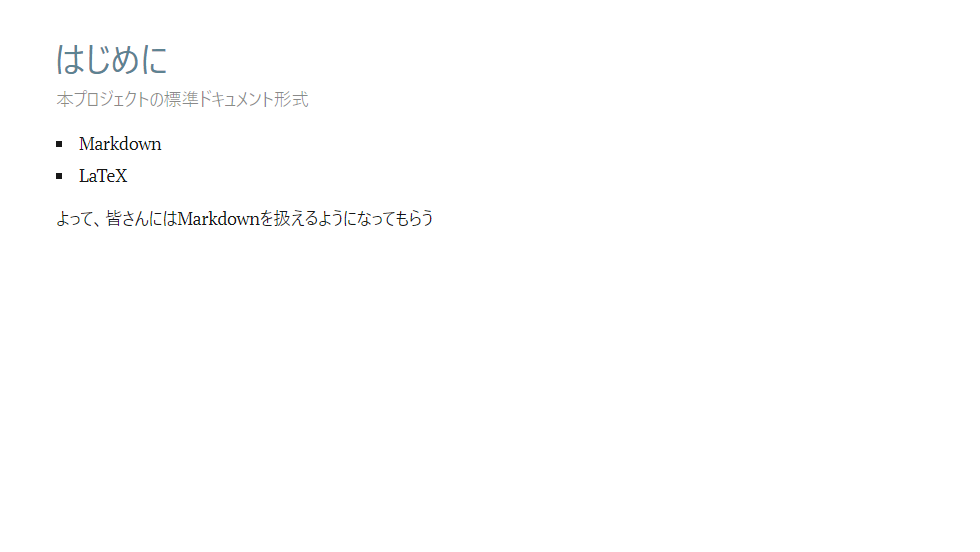 はじめに
本プロジェクトの標準ドキュメント形式
Markdown
LaTeX
よって、皆さんにはMarkdownを扱えるようになってもらう